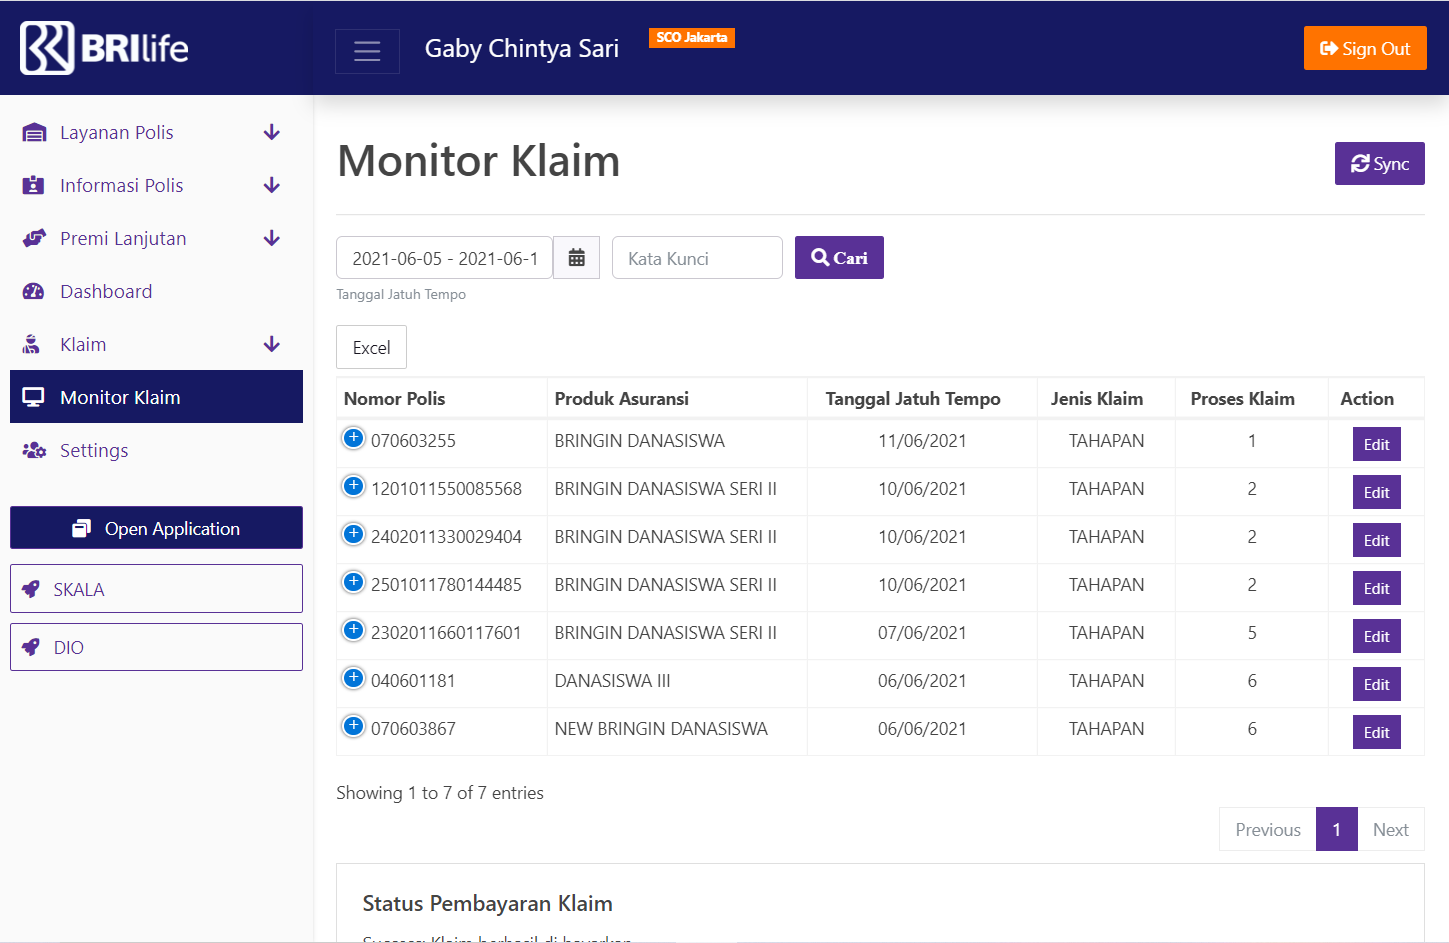 BRIlife
Gaby Chintya Sari
SCO Jakarta
Sign Out
Layanan Polis
Informasi Polis
Premi Lanjutan
Dashboard
Klaim
Monitor Klaim
Settings
Open Application
SKALA
DIO
Monitor Klaim
Sync
2021-06-05 - 2021-06-1
Kata Kunci
Cari
Tanggal Jatuh Tempo
Excel
Nomor Polis Produk Asuransi Tanggal Jatuh Tempo Jenis Klaim Proses Klaim Action
070603255 BRINGIN DANASISWA 11/06/2021 TAHAPAN 1 Edit
1201011550085568 BRINGIN DANASISWA SERI II 10/06/2021 TAHAPAN 2 Edit
2402011330029404 BRINGIN DANASISWA SERI II 10/06/2021 TAHAPAN 2 Edit
2501011780144485 BRINGIN DANASISWA SERI II 10/06/2021 TAHAPAN 2 Edit
2302011660117601 BRINGIN DANASISWA SERI II 07/06/2021 TAHAPAN 5 Edit
040601181 DANASISWA III 06/06/2021 TAHAPAN 6 Edit
070603867 NEW BRINGIN DANASISWA 06/06/2021 TAHAPAN 6 Edit
Showing 1 to 7 of 7 entries
Previous 1 Next
Status Pembayaran Klaim